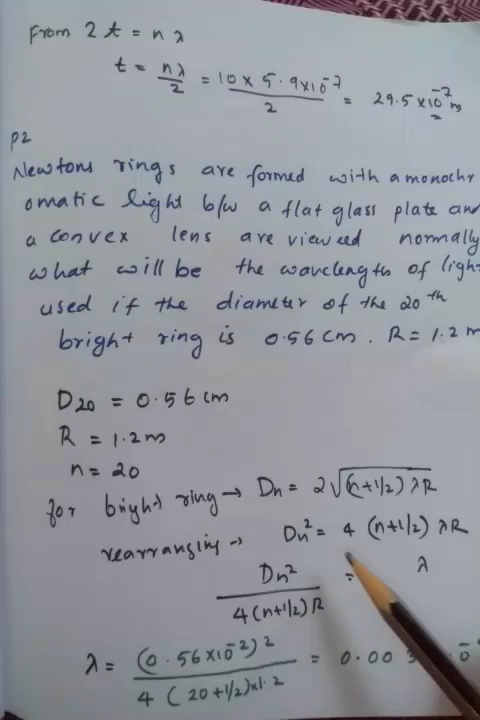 From 2t = nλ
t = nλ/2 = 10 × 5.9×10⁻⁷/2 = 29.5×10⁻⁷ m
P2
Newtons rings are formed with a monochr
omatic light b/w a flat glass plate and
a convex lens are viewed normally
what will be the wavelength of light
used if the diameter of the 20th
bright ring is 0.56 cm. R = 1.2 m
D20 = 0.56 cm
R = 1.2 m
n = 20
for bright ring → Dn = 2√(n+1/2) λR
rearranging → Dn² = 4 (n+1/2) λR
Dn²/4(n+1/2)R = λ
λ = (0.56×10⁻²)²/4(20+1/2)×1.2 = 0.00